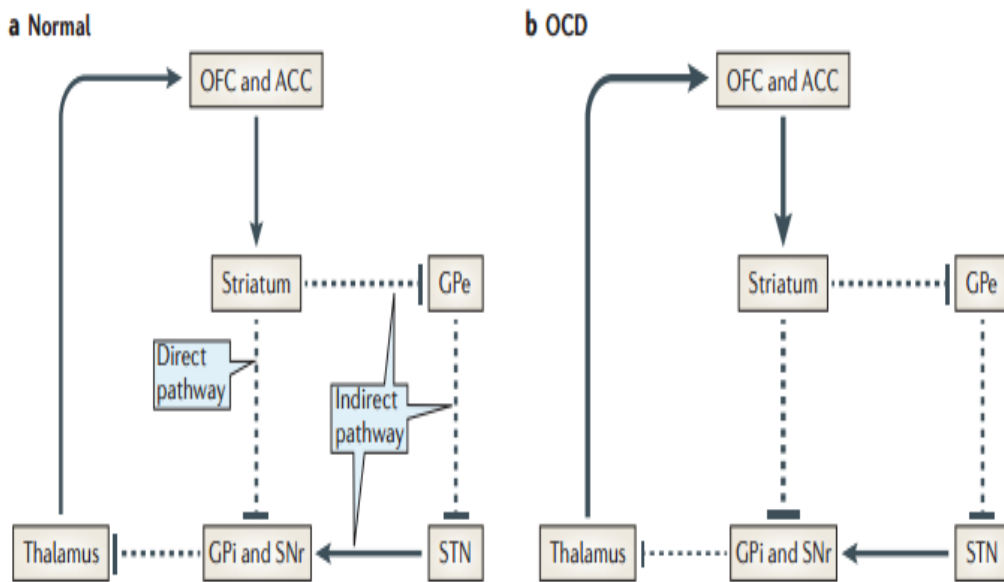 a Normal
OFC and ACC
Striatum
GPe
Direct
pathway
Indirect
pathway
Thalamus
GPi and SNr
STN
b OCD
OFC and ACC
Striatum
GPe
Thalamus
GPi and SNr
STN